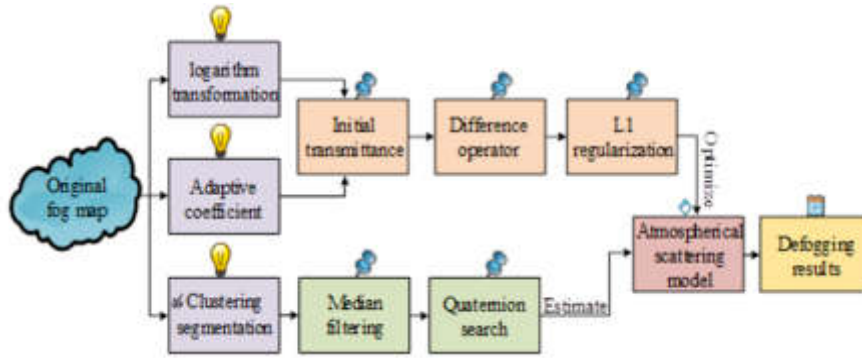 logarithm
transformation
Original
fog map
Adaptive
coefficient
Clustering
segmentation
Initial
transmittance
Difference
operator
L1
regularization
Optimize
Median
filtering
Quaternion
search
Estimate
Atmospherical
scattering
model
Defogging
results